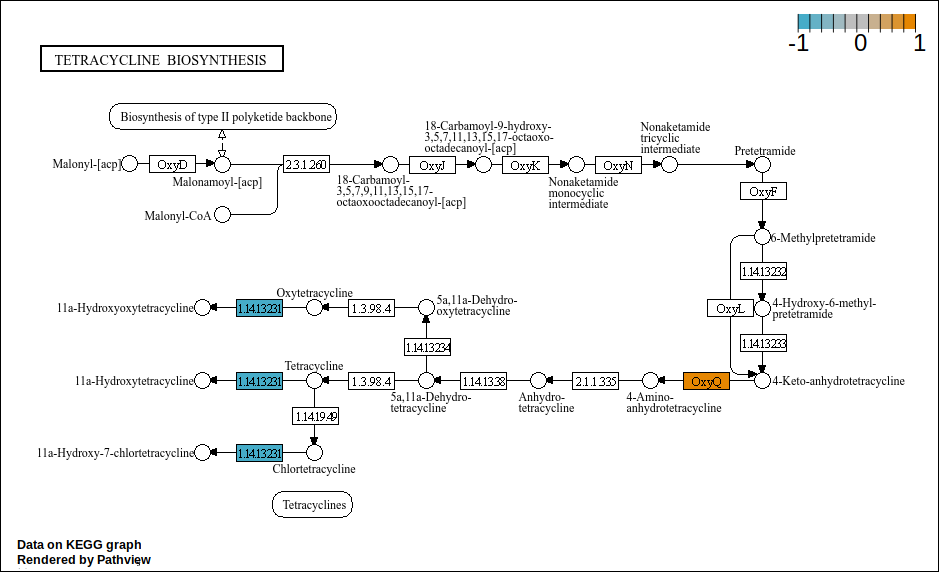 -1 0 1
TETRACYCLINE BIOSYNTHESIS
Biosynthesis of type II polyketide backbone
Malonyl-[acp]
OxyD
Malonamoyl-[acp]
2.3.1.260
Malonyl-CoA
18-Carbamoyl-
3,5,7,9,11,13,15,17-
octaoxooctadecanoyl-[acp]
OxyJ
18-Carbamoyl-9-hydroxy-
3,5,7,11,13,15,17-octaoxo-
octadecanoyl-[acp]
OxyK
Nonaketamide
monocyclic
intermediate
OxyN
Nonaketamide
tricyclic
intermediate
Pretetramide
OxyF
6-Methylpretetramide
1.14.13.232
OxyL
4-Hydroxy-6-methyl-
pretetramide
1.14.13.233
4-Keto-anhydrotetracycline
OxyQ
4-Amino-
anhydrotetracycline
2.1.1.335
Anhydro-
tetracycline
1.14.13.38
5a,11a-Dehydro-
tetracycline
1.14.13.234
5a,11a-Dehydro-
oxytetracycline
1.3.98.4
Oxytetracycline
1.14.13.231
11a-Hydroxyoxytetracycline
1.3.98.4
Tetracycline
1.14.13.231
11a-Hydroxytetracycline
1.14.19.49
Chlortetracycline
1.14.13.231
11a-Hydroxy-7-chlortetracycline
Tetracyclines
Data on KEGG graph
Rendered by Pathview